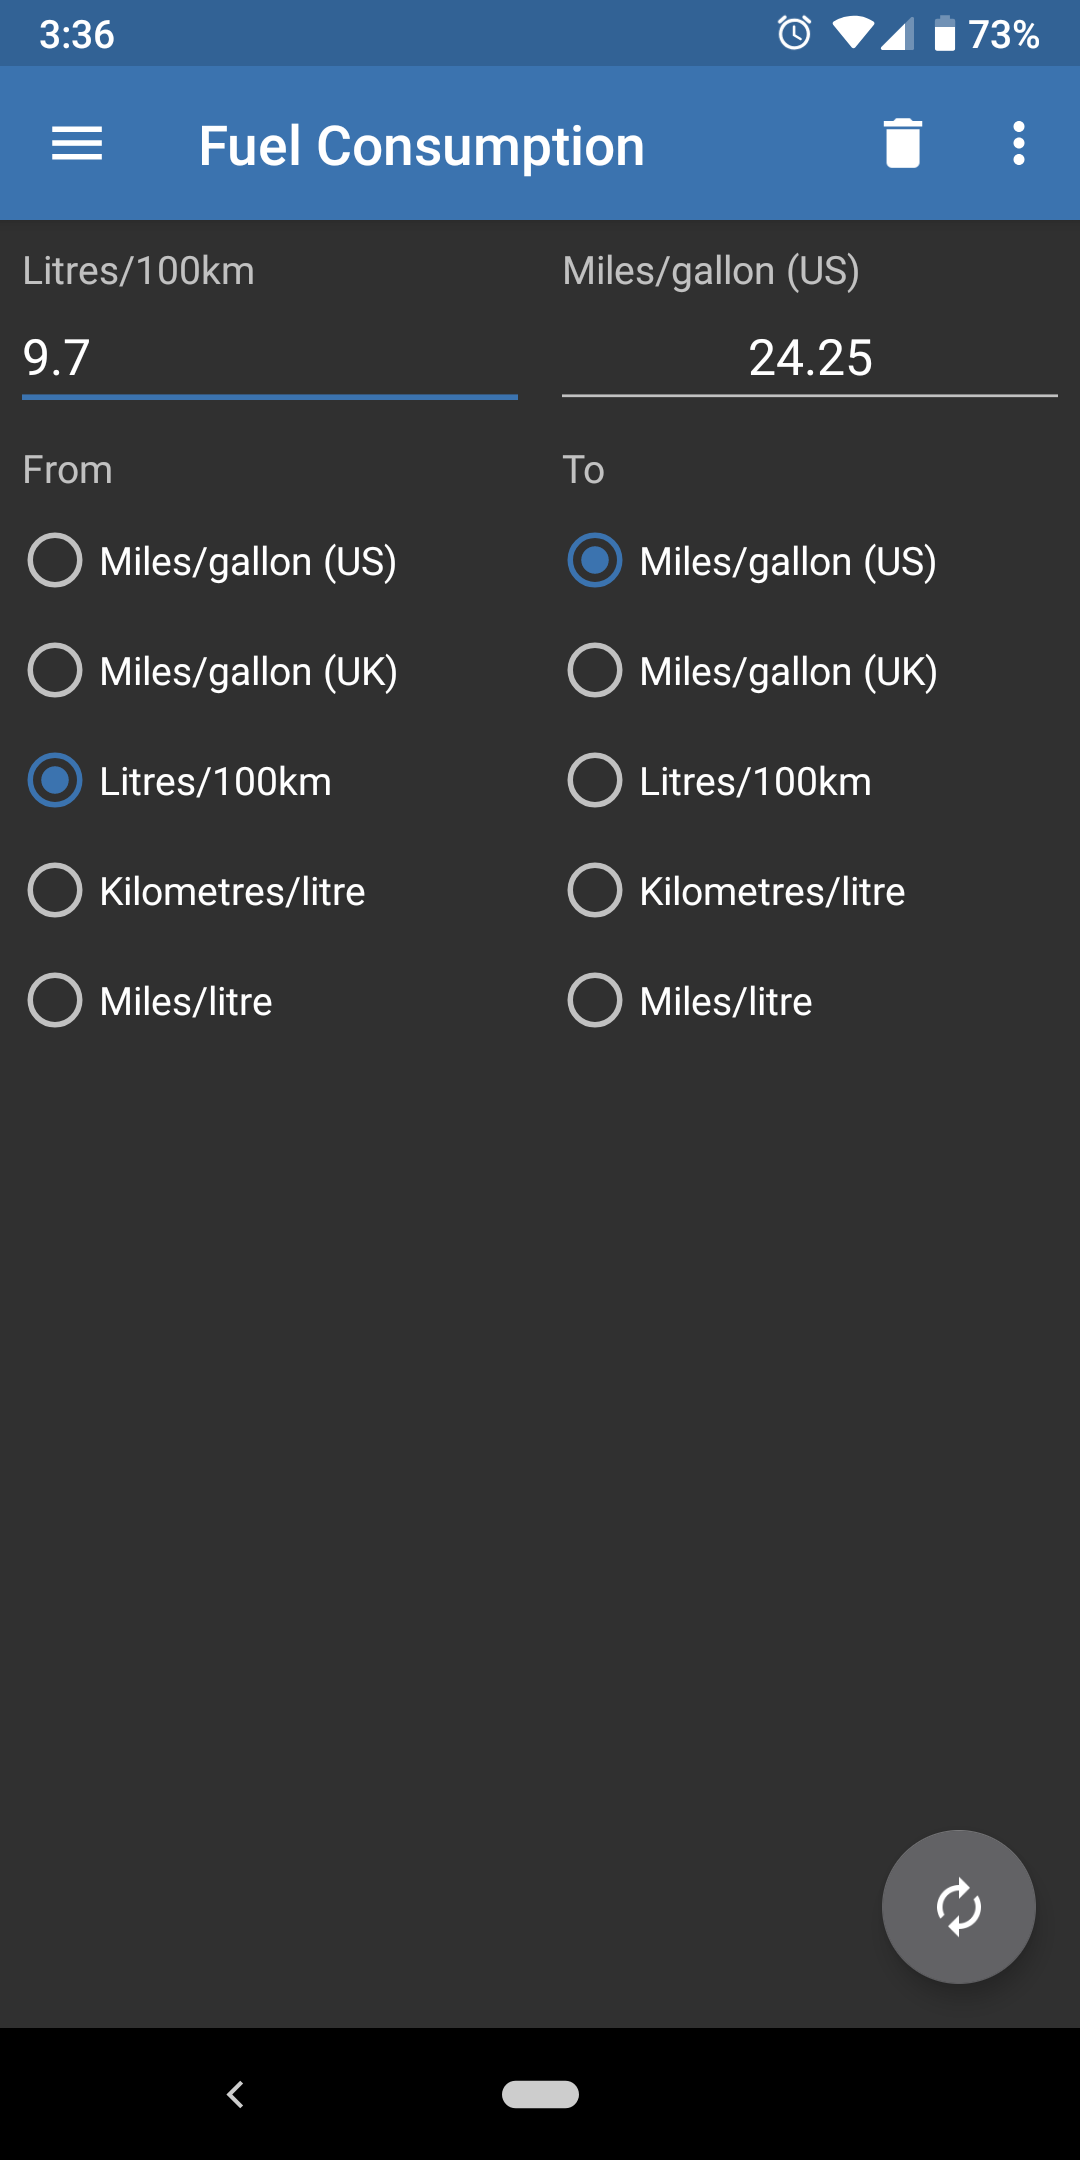 3:36
73%
Fuel Consumption
Litres/100km
Miles/gallon (US)
9.7
24.25
From
To
Miles/gallon (US)
Miles/gallon (US)
Miles/gallon (UK)
Miles/gallon (UK)
Litres/100km
Litres/100km
Kilometres/litre
Kilometres/litre
Miles/litre
Miles/litre